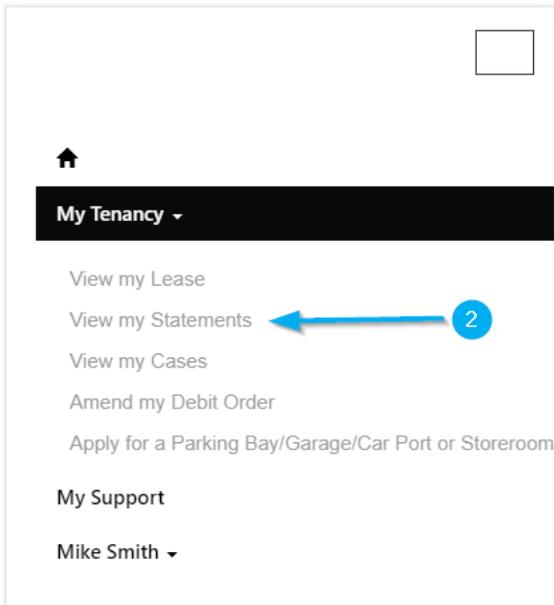 My Tenancy
View my Lease
View my Statements 2
View my Cases
Amend my Debit Order
Apply for a Parking Bay/Garage/Car Port or Storeroom
My Support
Mike Smith